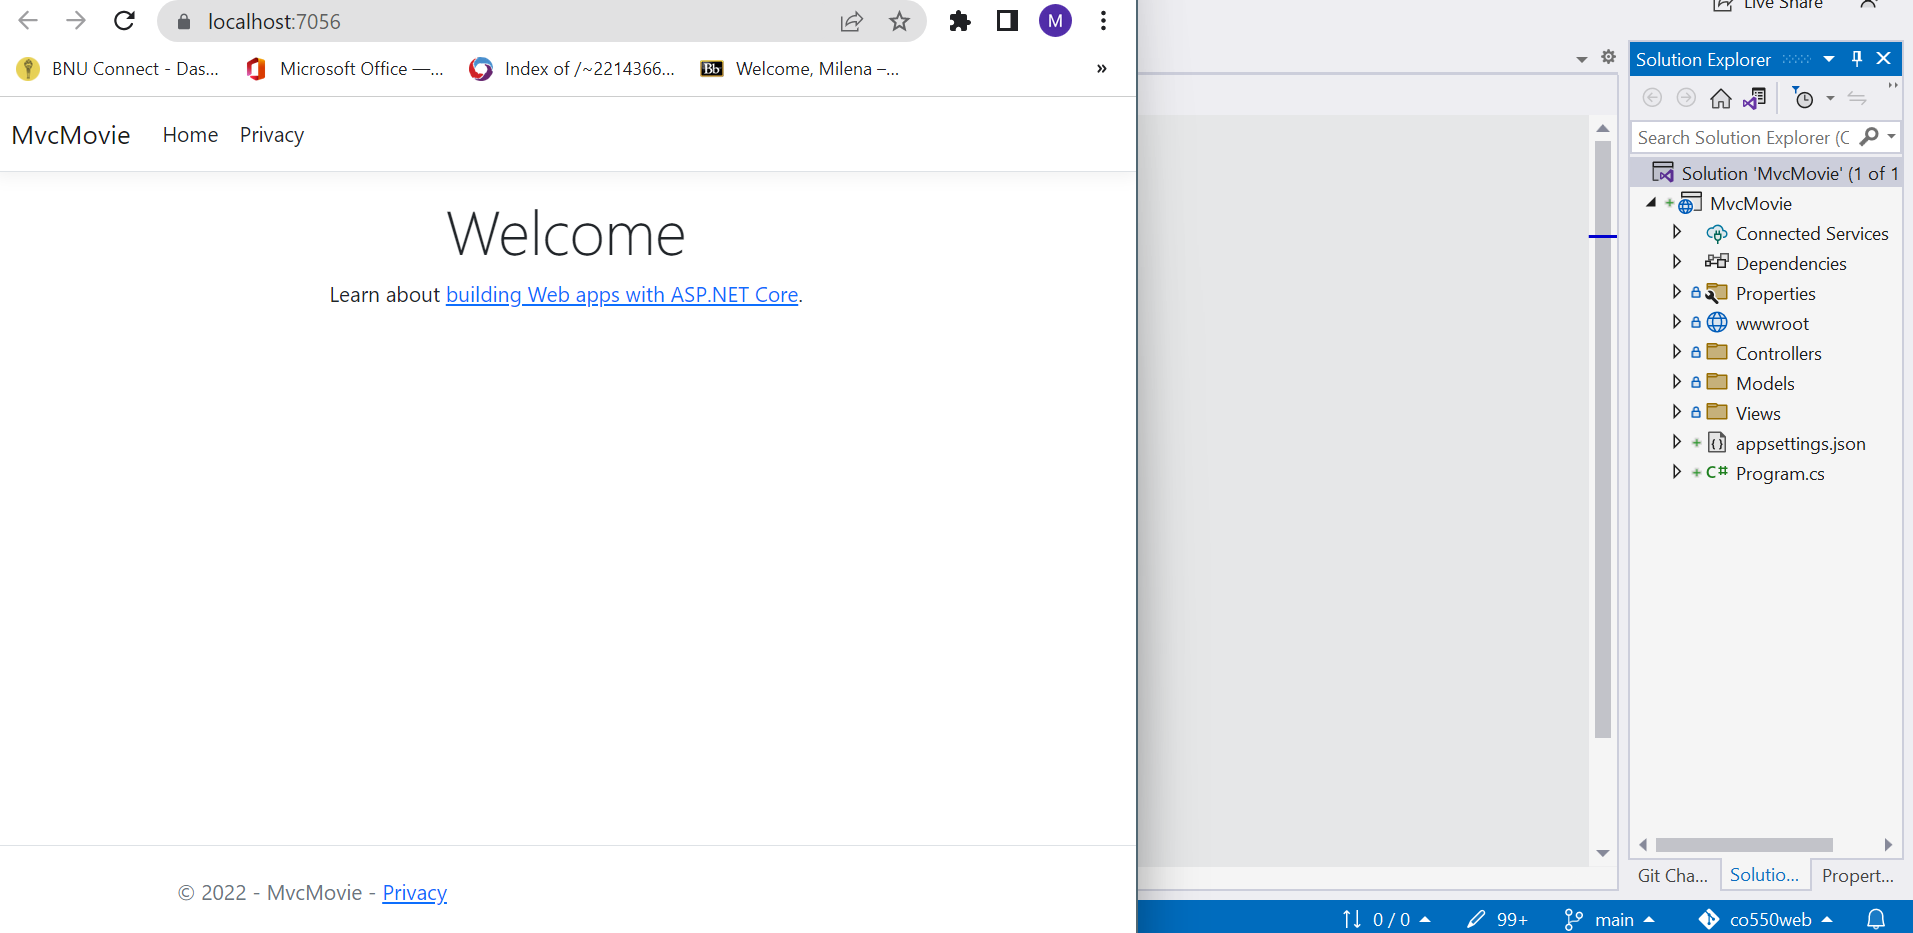 localhost:7056
M
BNU Connect - Das...
Microsoft Office —...
Index of /~2214366...
Bb Welcome, Milena –...
»
MvcMovie Home Privacy
Welcome
Learn about building Web apps with ASP.NET Core.
© 2022 - MvcMovie - Privacy
Live Share
Solution Explorer
Search Solution Explorer (C
Solution 'MvcMovie' (1 of 1
MvcMovie
Connected Services
Dependencies
Properties
wwwroot
Controllers
Models
Views
appsettings.json
C# Program.cs
Git Cha... Solutio... Propert...
0 / 0 99+ main co550web